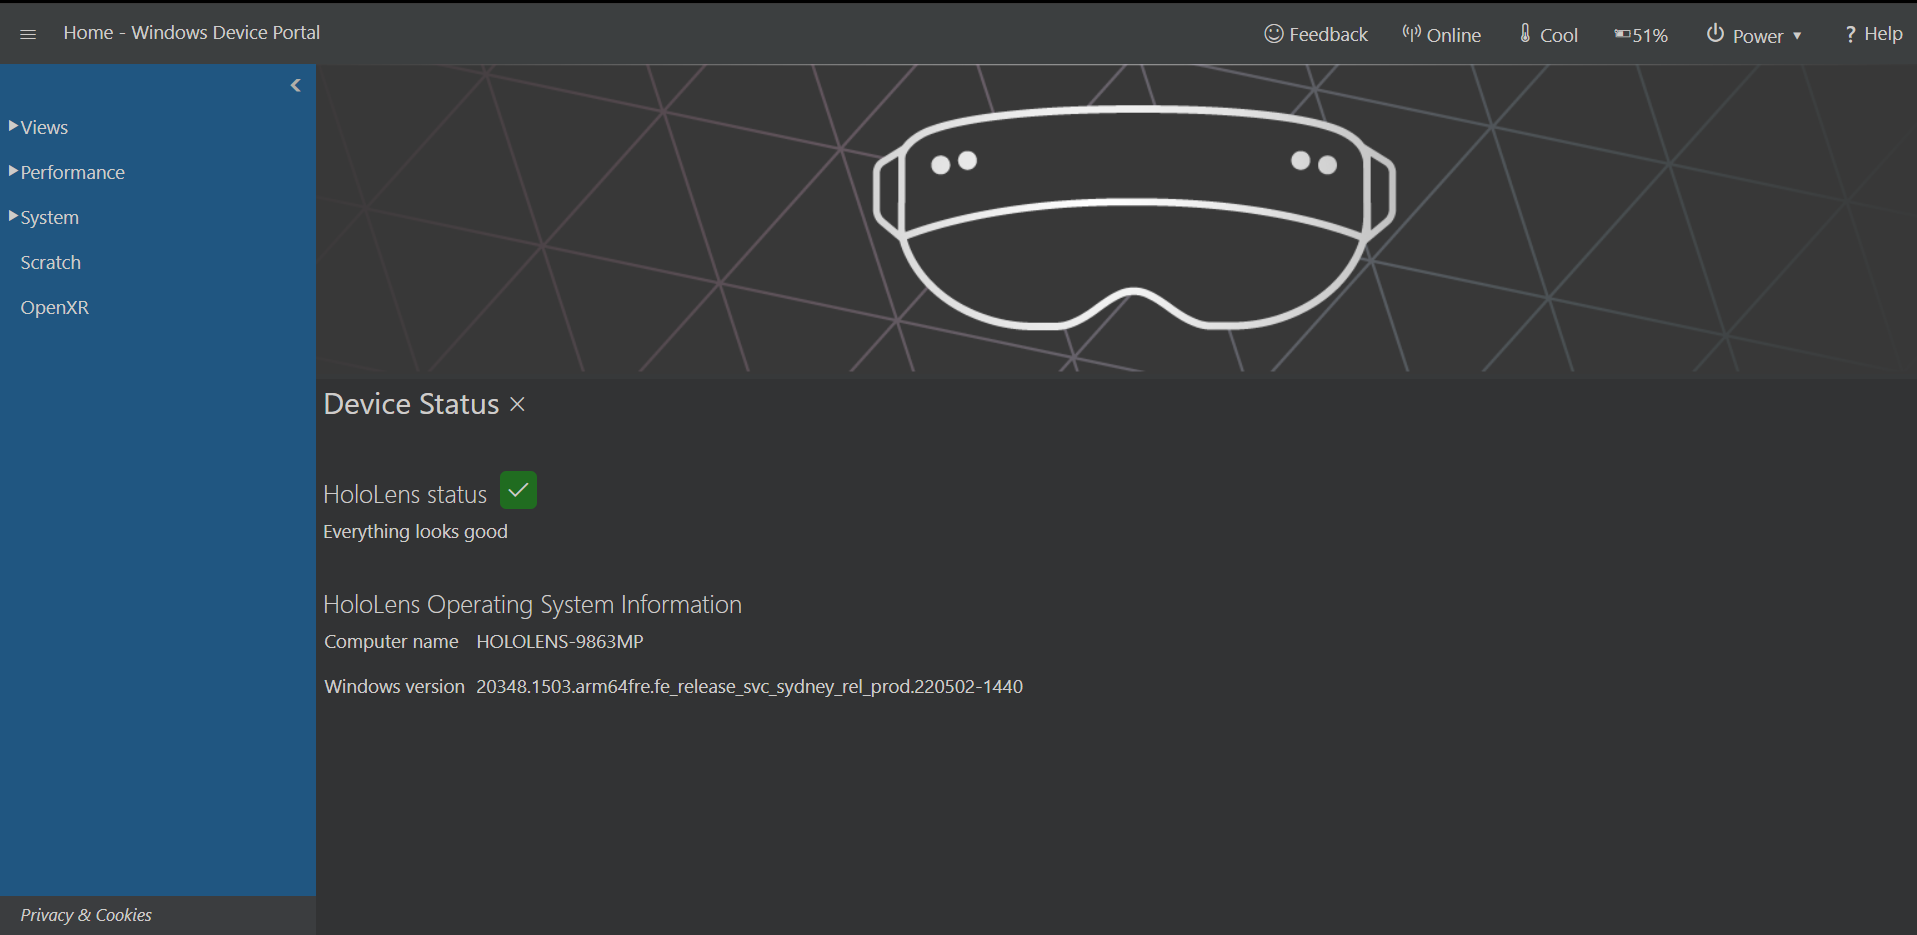 Home - Windows Device Portal
Feedback
Online
Cool
51%
Power
? Help
Views
Performance
System
Scratch
OpenXR
Device Status
HoloLens status
Everything looks good
HoloLens Operating System Information
Computer name HOLOLENS-9863MP
Windows version 20348.1503.arm64fre.fe_release_svc_sydney_rel_prod.220502-1440
Privacy & Cookies